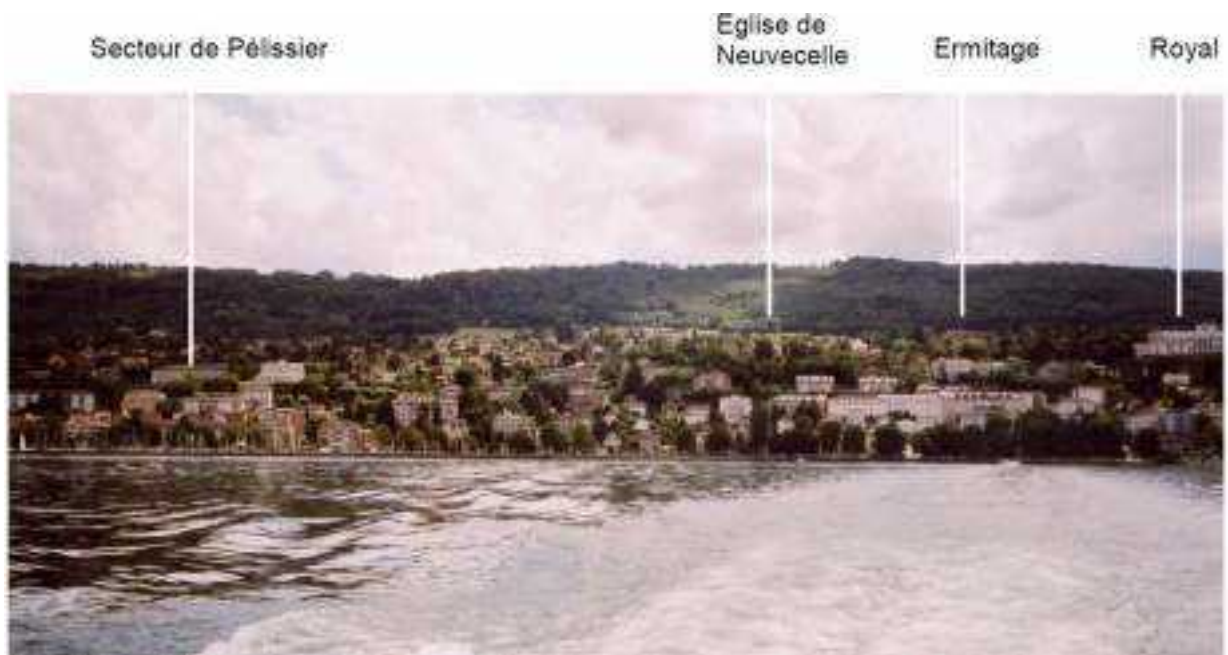 Secteur de Pélissier
Eglise de
Neuvecelle
Ermitage
Royal